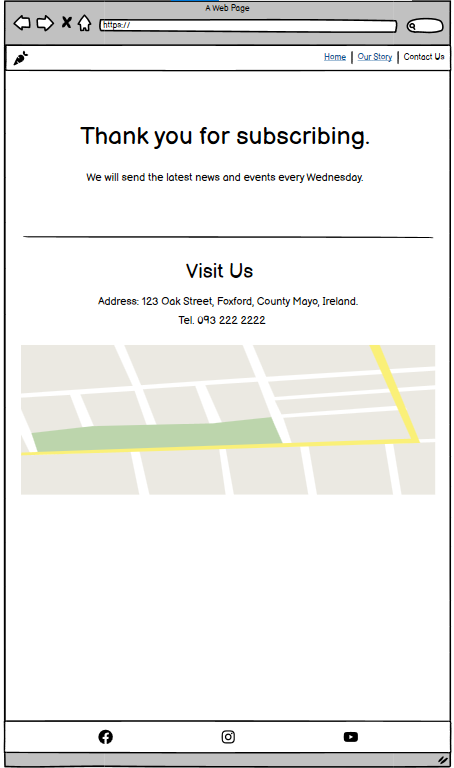 A Web Page
https://
Home | Our Story | Contact Us
Thank you for subscribing.
We will send the latest news and events every Wednesday.
Visit Us
Address: 123 Oak Street, Foxford, County Mayo, Ireland.
Tel. 093 222 2222